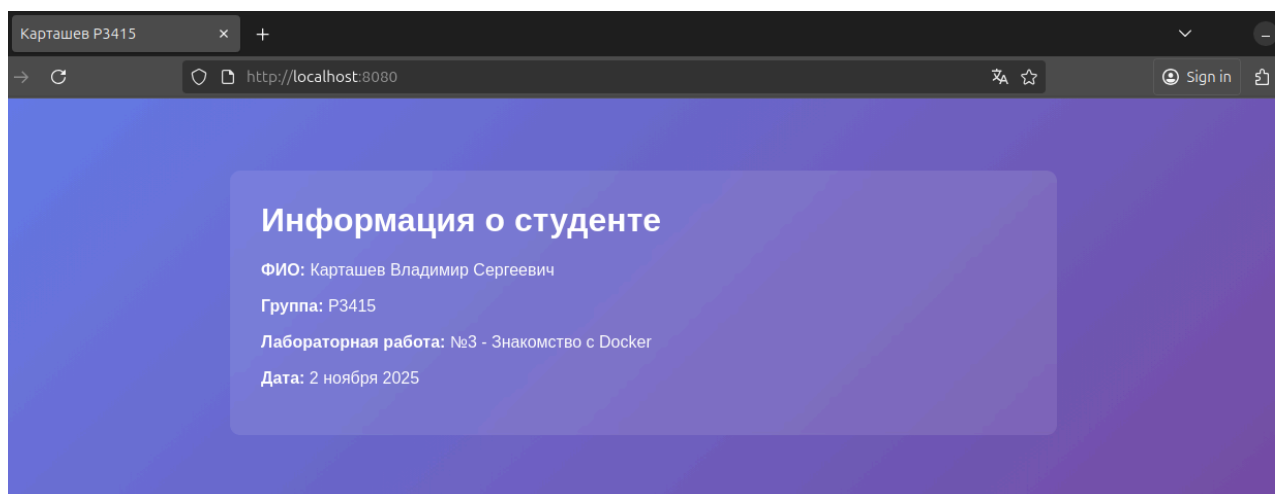 Карташев P3415
http://localhost:8080
Sign in
Информация о студенте
ФИО: Карташев Владимир Сергеевич
Группа: P3415
Лабораторная работа: №3 - Знакомство с Docker
Дата: 2 ноября 2025